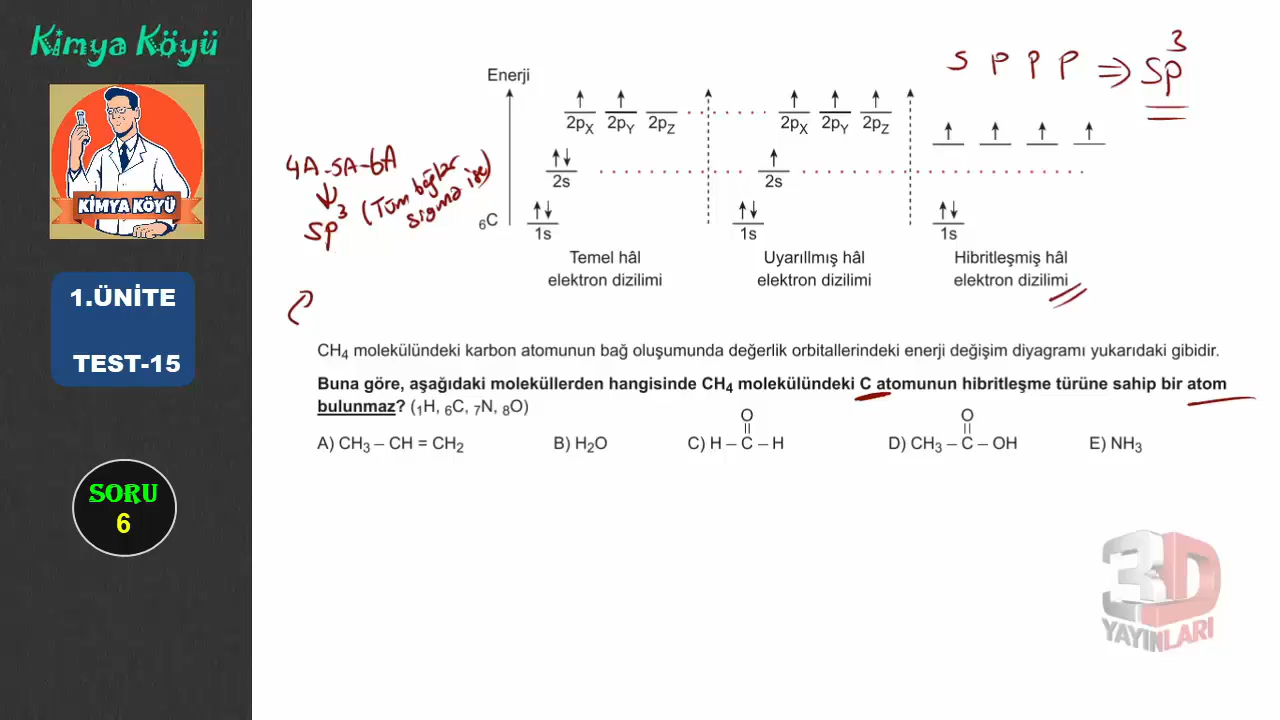 Kimya Köyü
KİMYA KÖYÜ
1.ÜNİTE
TEST-15
SORU
6
s p p p ⇒ sp³
4A-5A-6A
sp³ (Tüm bağlar
sigma ise)
Enerji
↑ ↑ ↑ ↑ ↑
2pX 2pY 2pZ 2pX 2pY 2pZ
↑ ↑ ↑ ↑
↑↓ ↑
2s 2s
₆C ↑↓ ↑↓ ↑↓
1s 1s 1s
Temel hâl Uyarıllmış hâl Hibritleşmiş hâl
elektron dizilimi elektron dizilimi elektron dizilimi
CH₄ molekülündeki karbon atomunun bağ oluşumunda değerlik orbitallerindeki enerji değişim diyagramı yukarıdaki gibidir.
Buna göre, aşağıdaki moleküllerden hangisinde CH₄ molekülündeki C atomunun hibritleşme türüne sahip bir atom
bulunmaz? (₁H, ₆C, ₇N, ₈O)
O O
|| ||
A) CH₃ – CH = CH₂ B) H₂O C) H – C – H D) CH₃ – C – OH E) NH₃
3D
YAYINLARI